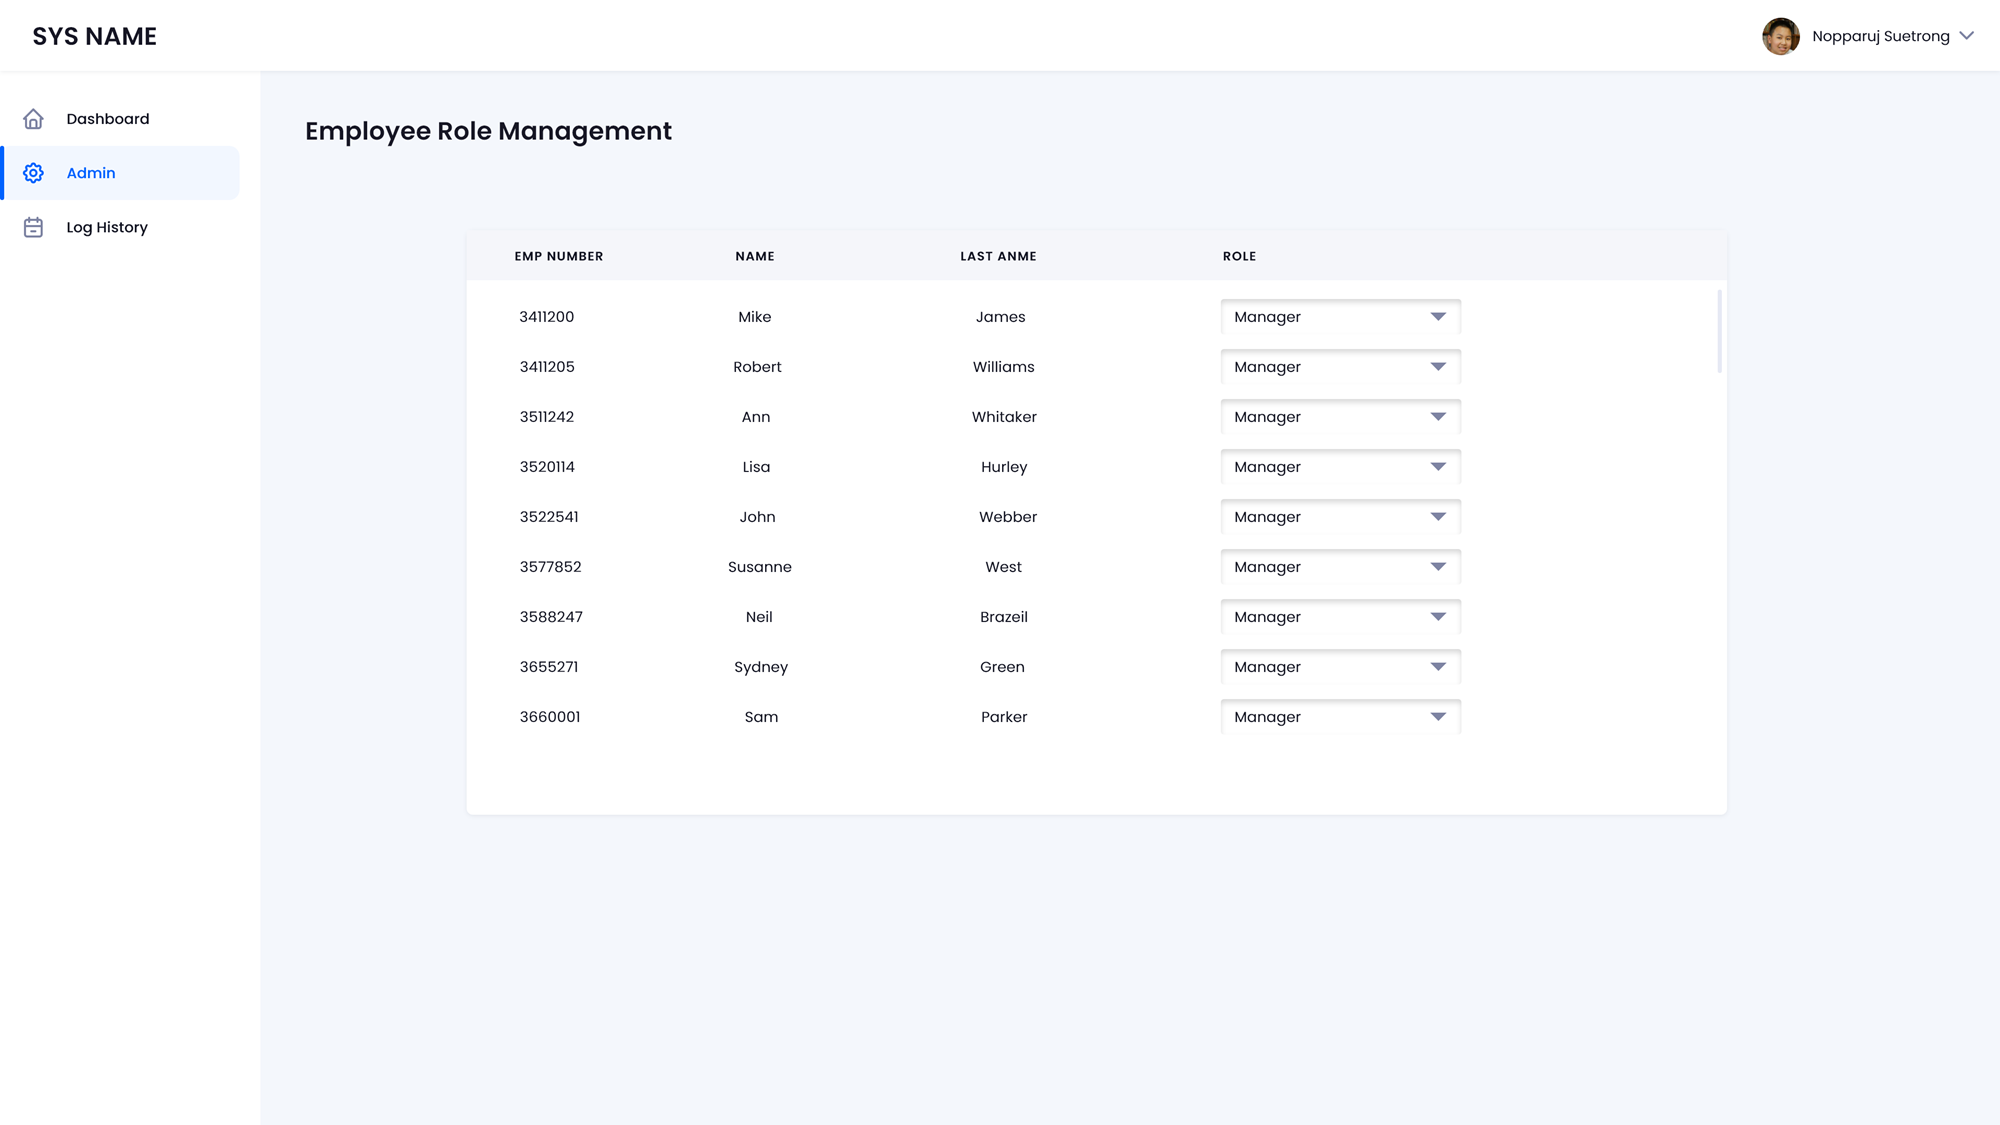 SYS NAME
Nopparuj Suetrong
Dashboard
Admin
Log History
Employee Role Management
EMP NUMBER NAME LAST ANME ROLE
3411200 Mike James Manager
3411205 Robert Williams Manager
3511242 Ann Whitaker Manager
3520114 Lisa Hurley Manager
3522541 John Webber Manager
3577852 Susanne West Manager
3588247 Neil Brazeil Manager
3655271 Sydney Green Manager
3660001 Sam Parker Manager